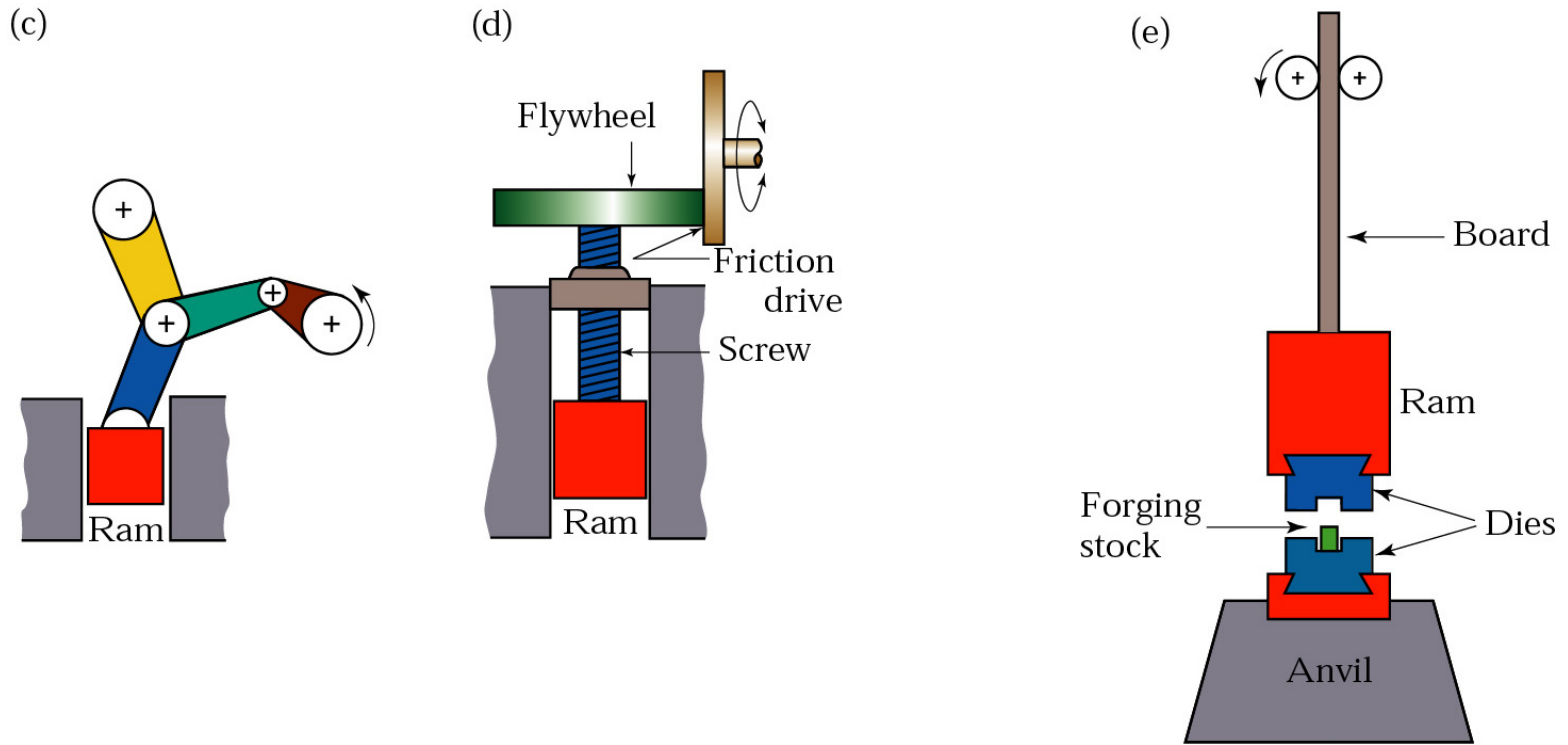 (c)
Ram
(d)
Flywheel
Friction
drive
Screw
Ram
(e)
Board
Ram
Forging
stock
Dies
Anvil